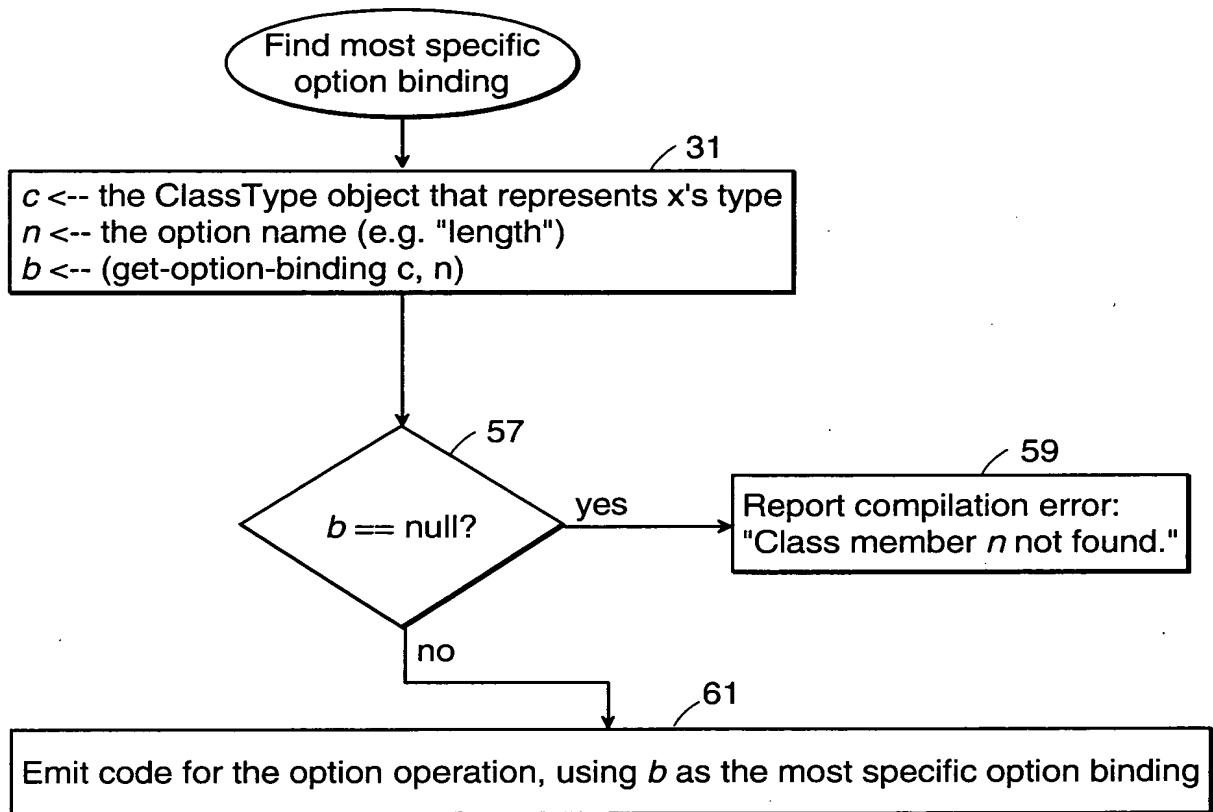 Find most specific
option binding
31
c <-- the ClassType object that represents x's type
n <-- the option name (e.g. "length")
b <-- (get-option-binding c, n)
57
b == null?
yes
59
Report compilation error:
"Class member n not found."
no
61
Emit code for the option operation, using b as the most specific option binding